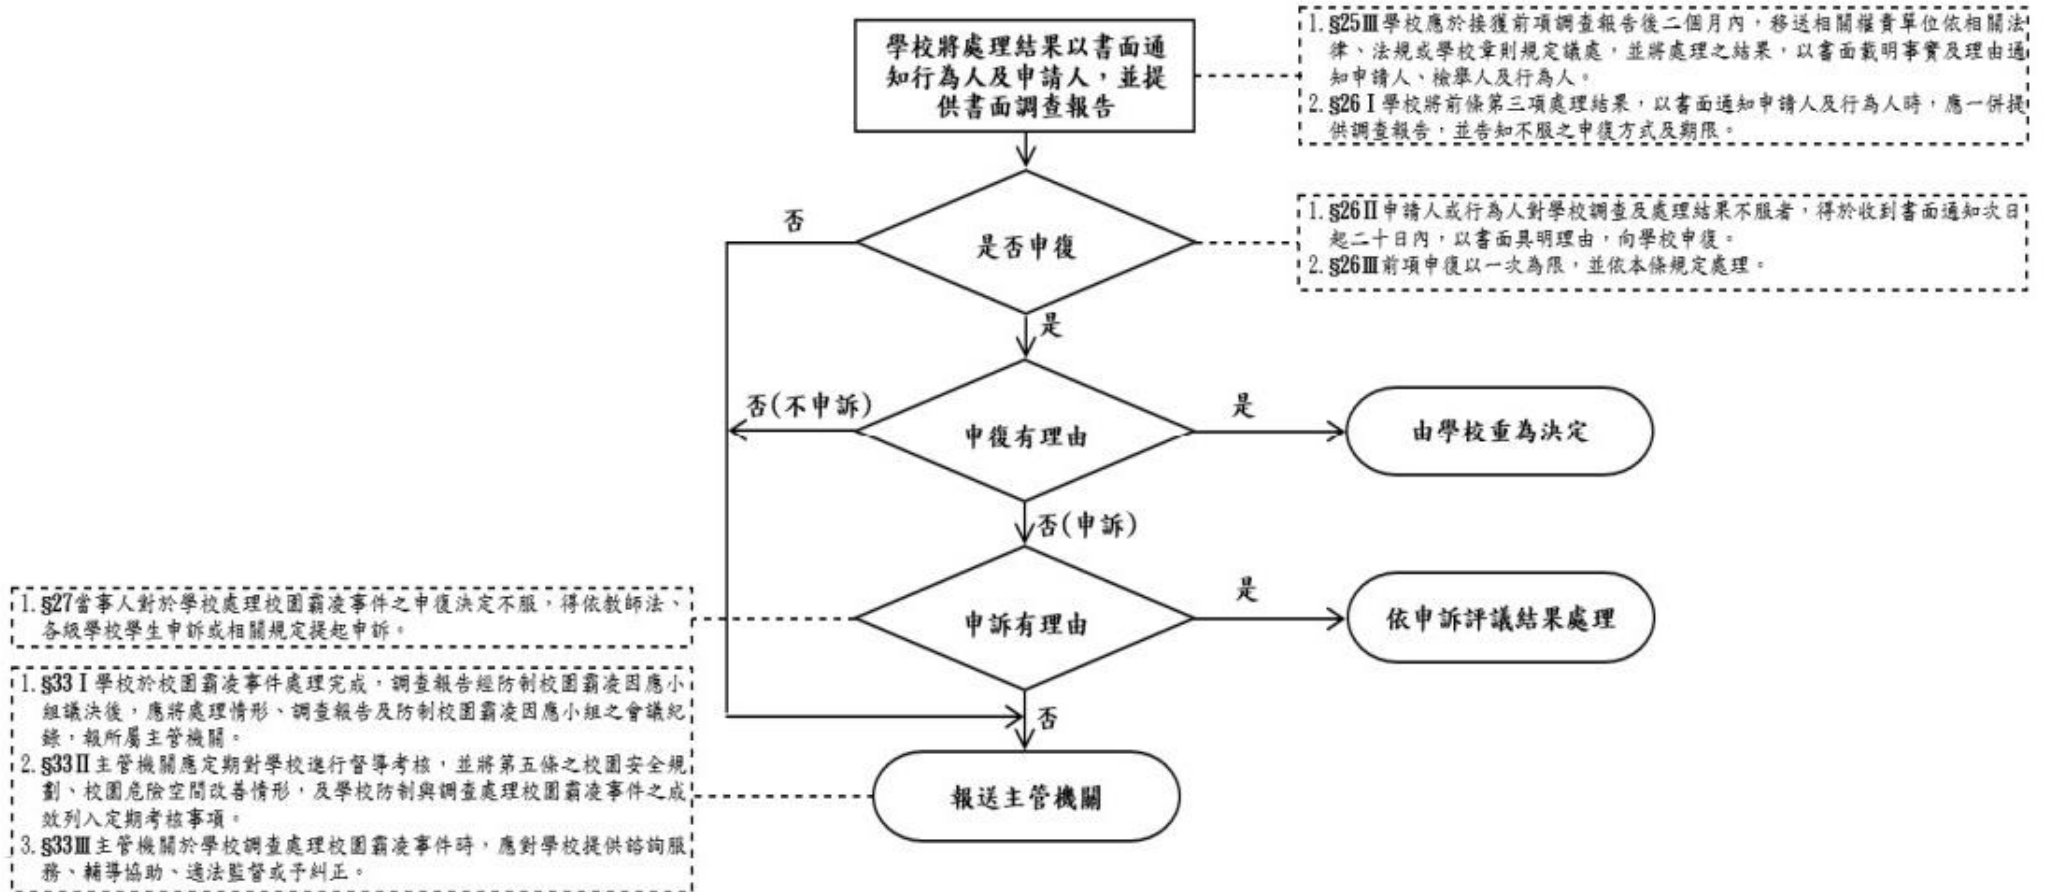 學校將處理結果以書面通
知行為人及申請人，並提
供書面調查報告
1. §25Ⅲ學校應於接獲前項調查報告後二個月內，移送相關權責單位依相關法
律、法規或學校章則規定議處，並將處理之結果，以書面載明事實及理由通
知申請人、檢舉人及行為人。
2. §26Ⅰ學校將前條第三項處理結果，以書面通知申請人及行為人時，應一併提
供調查報告，並告知不服之申復方式及期限。
否
是否申復
1. §26Ⅱ申請人或行為人對學校調查及處理結果不服者，得於收到書面通知次日
起二十日內，以書面具明理由，向學校申復。
2. §26Ⅲ前項申復以一次為限，並依本條規定處理。
是
否(不申訴)
申復有理由
是
由學校重為決定
否(申訴)
1. §27當事人對於學校處理校園霸凌事件之申復決定不服，得依教師法、
各級學校學生申訴或相關規定提起申訴。
申訴有理由
是
依申訴評議結果處理
1. §33Ⅰ學校於校園霸凌事件處理完成，調查報告經防制校園霸凌因應小
組議決後，應將處理情形、調查報告及防制校園霸凌因應小組之會議紀
錄，報所屬主管機關。
2. §33Ⅱ主管機關應定期對學校進行督導考核，並將第五條之校園安全規
劃、校園危險空間改善情形，及學校防制與調查處理校園霸凌事件之成
效列入定期考核事項。
3. §33Ⅲ主管機關於學校調查處理校園霸凌事件時，應對學校提供諮詢服
務、輔導協助、適法監督或予糾正。
否
報送主管機關